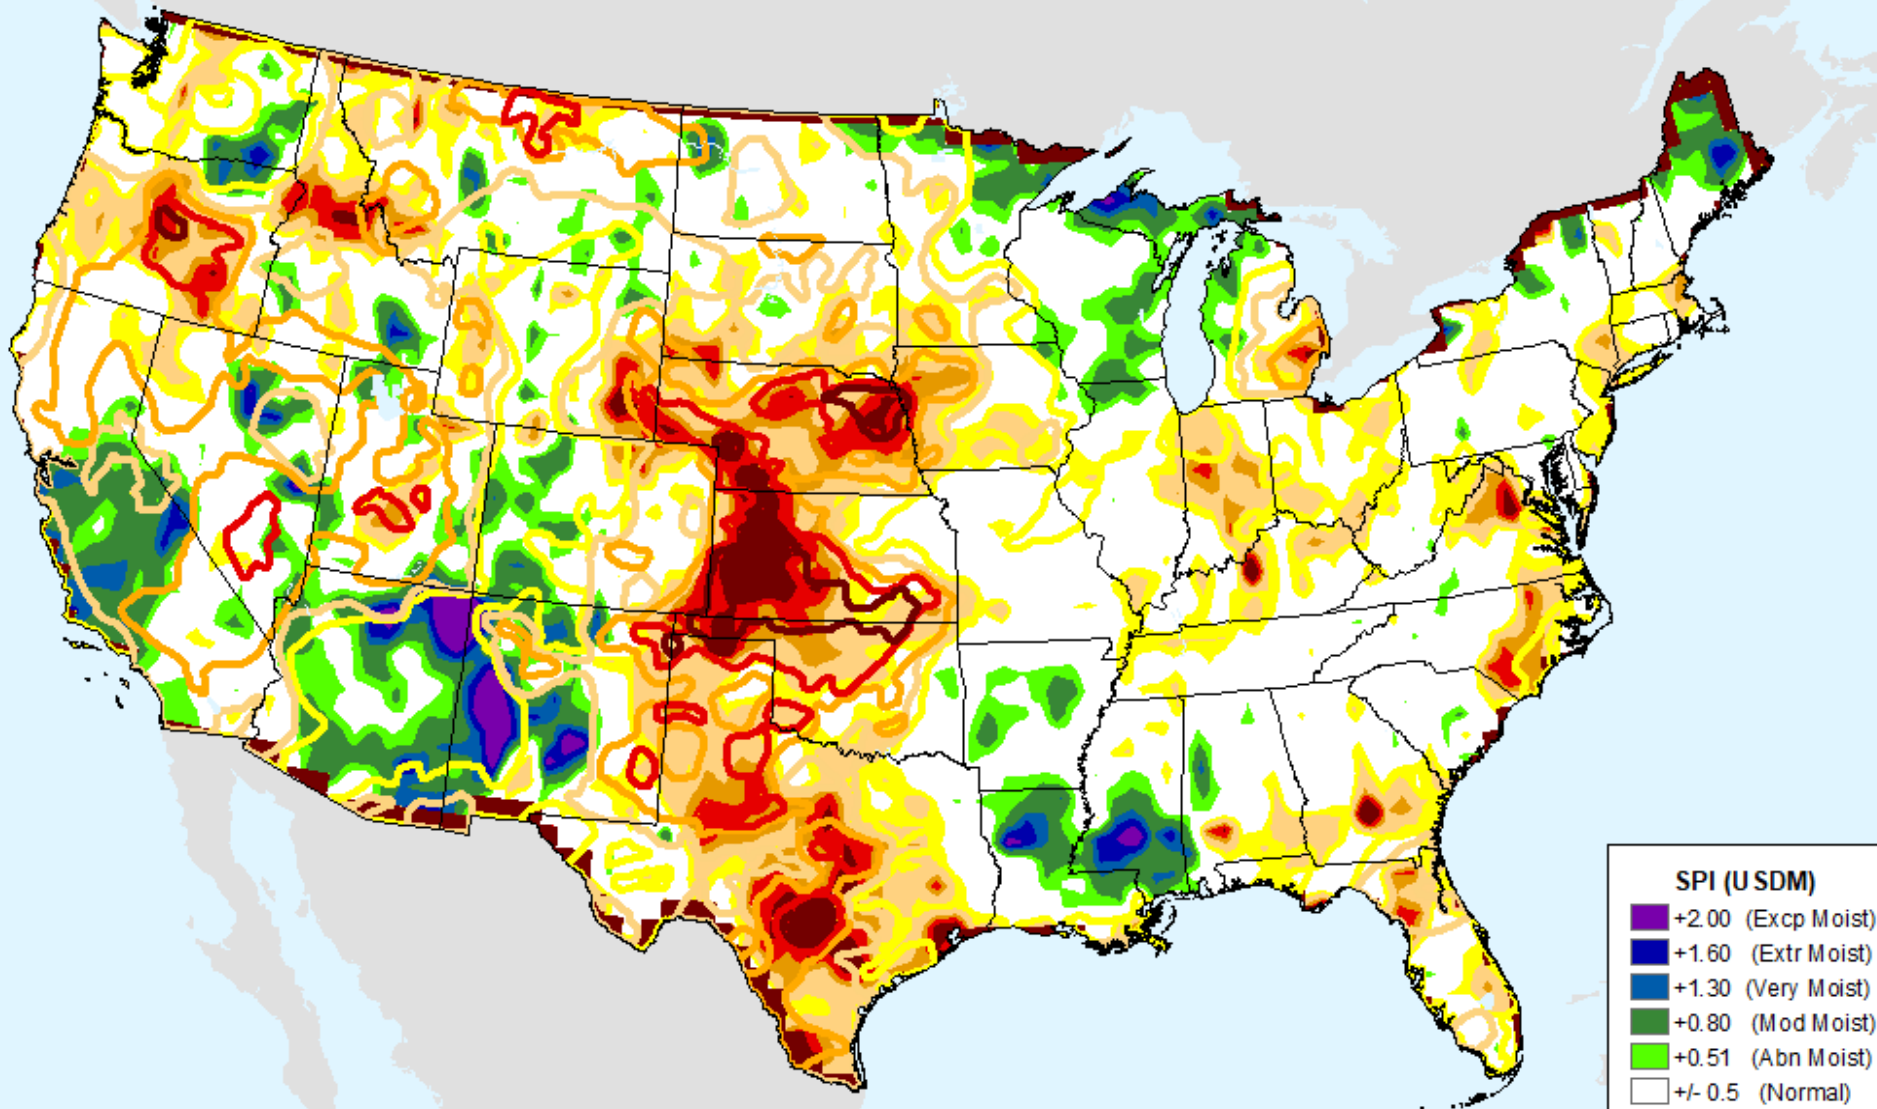 SPI (USDM)
+2.00 (Excp Moist)
+1.60 (Extr Moist)
+1.30 (Very Moist)
+0.80 (Mod Moist)
+0.51 (Abn Moist)
+/- 0.5 (Normal)